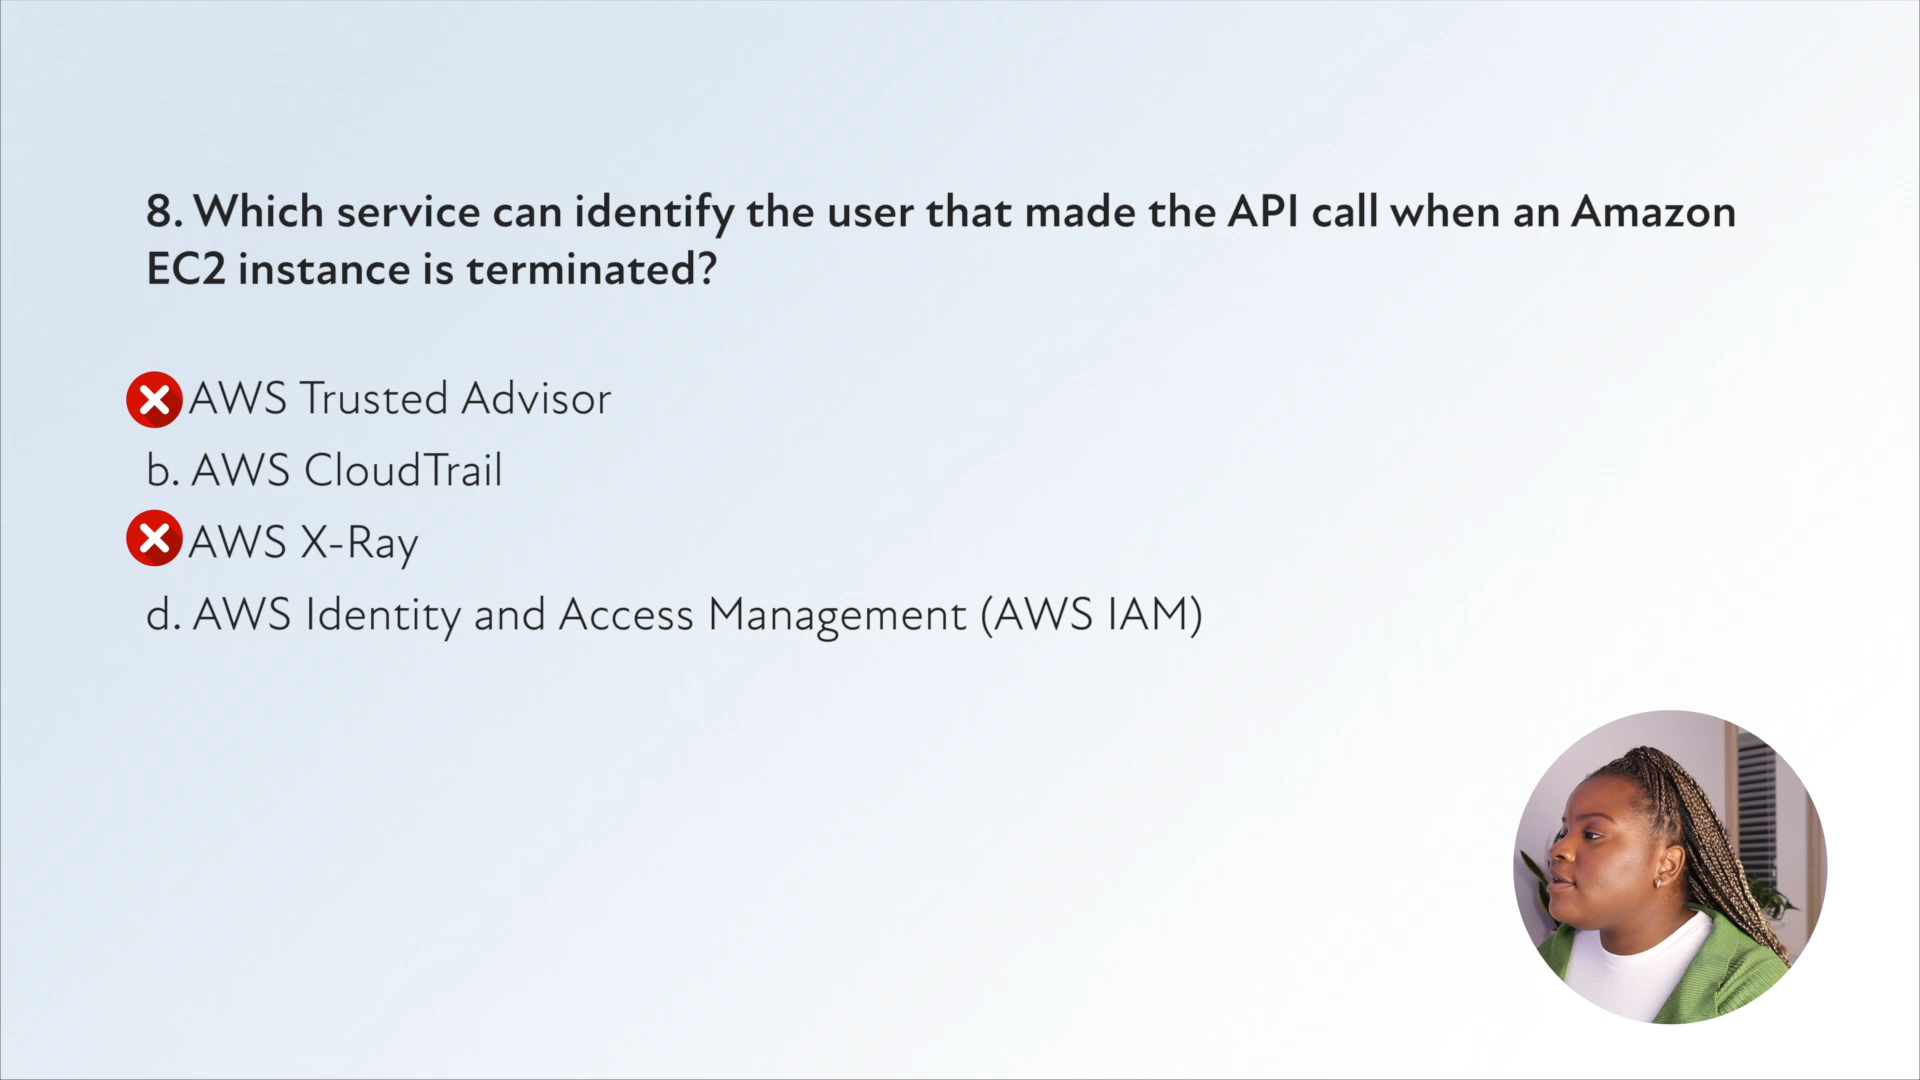 8. Which service can identify the user that made the API call when an Amazon
EC2 instance is terminated?
AWS Trusted Advisor
b. AWS CloudTrail
AWS X-Ray
d. AWS Identity and Access Management (AWS IAM)